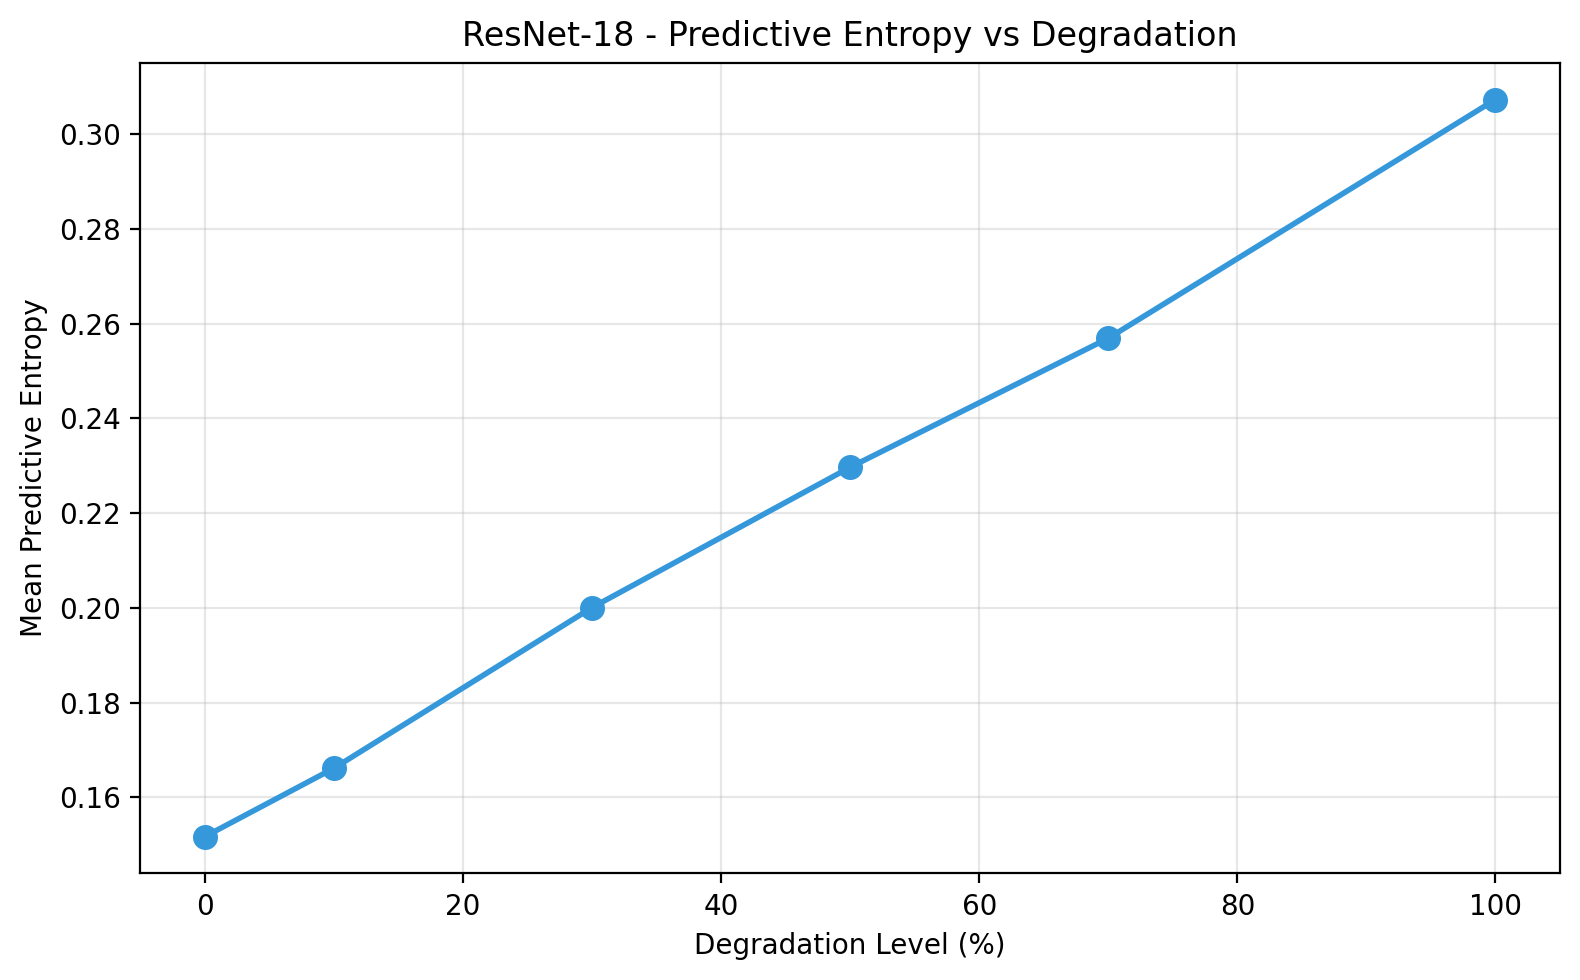 ResNet-18 - Predictive Entropy vs Degradation
Mean Predictive Entropy
0.30
0.28
0.26
0.24
0.22
0.20
0.18
0.16
0 20 40 60 80 100
Degradation Level (%)